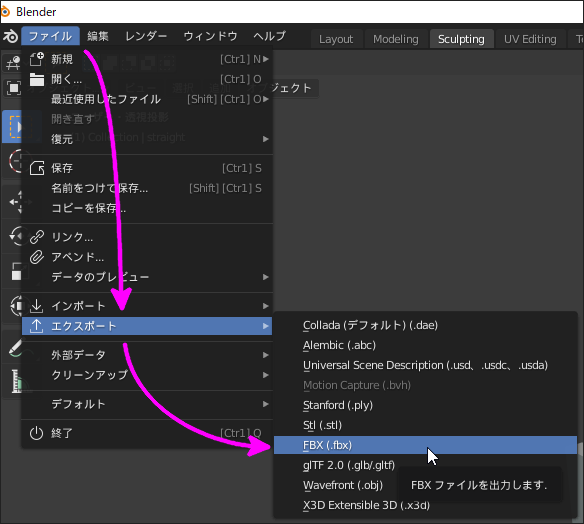 Blender
ファイル 編集 レンダー ウィンドウ ヘルプ Layout Modeling Sculpting UV Editing Te
新規 [Ctrl] N
開く... [Ctrl] O
最近使用したファイル [Shift] [Ctrl] O
オブジェクト
開き直す
復元
Collection | straight
保存 [Ctrl] S
名前をつけて保存... [Shift] [Ctrl] S
コピーを保存...
リンク...
アペンド...
データのプレビュー
インポート
エクスポート
外部データ
クリーンアップ
デフォルト
終了 [Ctrl] Q
Collada (デフォルト) (.dae)
Alembic (.abc)
Universal Scene Description (.usd、.usdc、.usda)
Motion Capture (.bvh)
Stanford (.ply)
Stl (.stl)
FBX (.fbx)
glTF 2.0 (.glb/.gltf)
Wavefront (.obj)
FBX ファイルを出力します.
X3D Extensible 3D (.x3d)